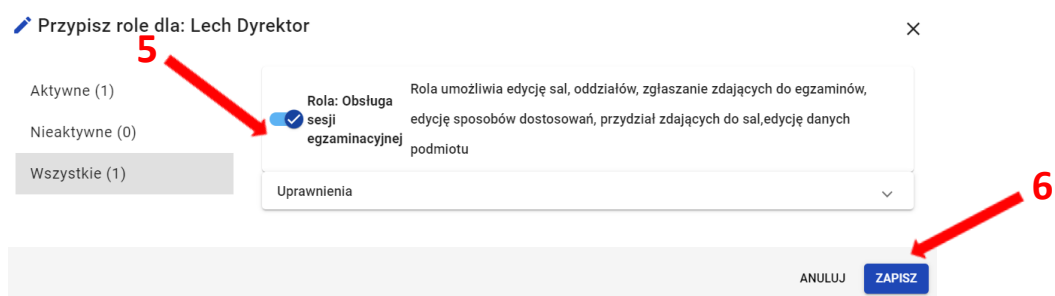 Przypisz role dla: Lech Dyrektor
5
Aktywne (1)
Nieaktywne (0)
Wszystkie (1)
Rola: Obsługa
sesji
egzaminacyjnej
Rola umożliwia edycję sal, oddziałów, zgłaszanie zdających do egzaminów,
edycję sposobów dostosowań, przydział zdających do sal,edycję danych
podmiotu
Uprawnienia
6
ANULUJ
ZAPISZ